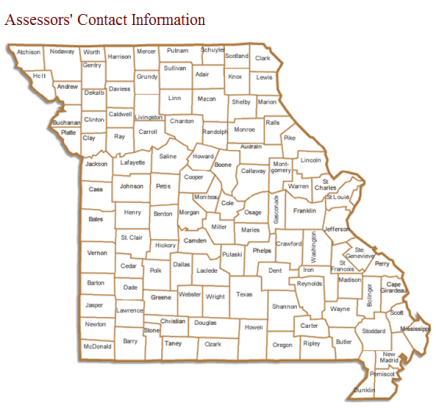 Assessors' Contact Information
Atchison
Nodaway
Worth
Harrison
Mercer
Putnam
Schuyle
Scotland
Clark
Gentry
Sullivan
Adair
Knox
Lewis
Holt
Andrew
Dekalb
Daviess
Grundy
Linn
Macon
Shelby
Marion
Buchanan
Clinton
Caldwell
Livingston
Chariton
Randolph
Monroe
Ralls
Pike
Platte
Clay
Ray
Carroll
Audrain
Jackson
Lafayette
Saline
Howard
Boone
Callaway
Mont-
gomery
Lincoln
Cass
Johnson
Pettis
Cooper
Moniteau
Cole
Osage
Gasconade
Warren
St
Charles
St Louis
Franklin
Jefferson
Bates
Henry
Benton
Morgan
Miller
Maries
St. Clair
Hickory
Camden
Pulaski
Phelps
Crawford
Washington
Ste.
Genevieve
St
Francois
Perry
Vernon
Cedar
Polk
Dallas
Laclede
Dent
Iron
Madison
Bollinger
Cape
Girardeau
Barton
Dade
Greene
Webster
Wright
Texas
Reynolds
Shannon
Wayne
Scott
Jasper
Lawrence
Christian
Douglas
Howell
Carter
Stoddard
Mississippi
Newton
Stone
McDonald
Barry
Taney
Ozark
Oregon
Ripley
Butler
New
Madrid
Pemiscot
Dunklin